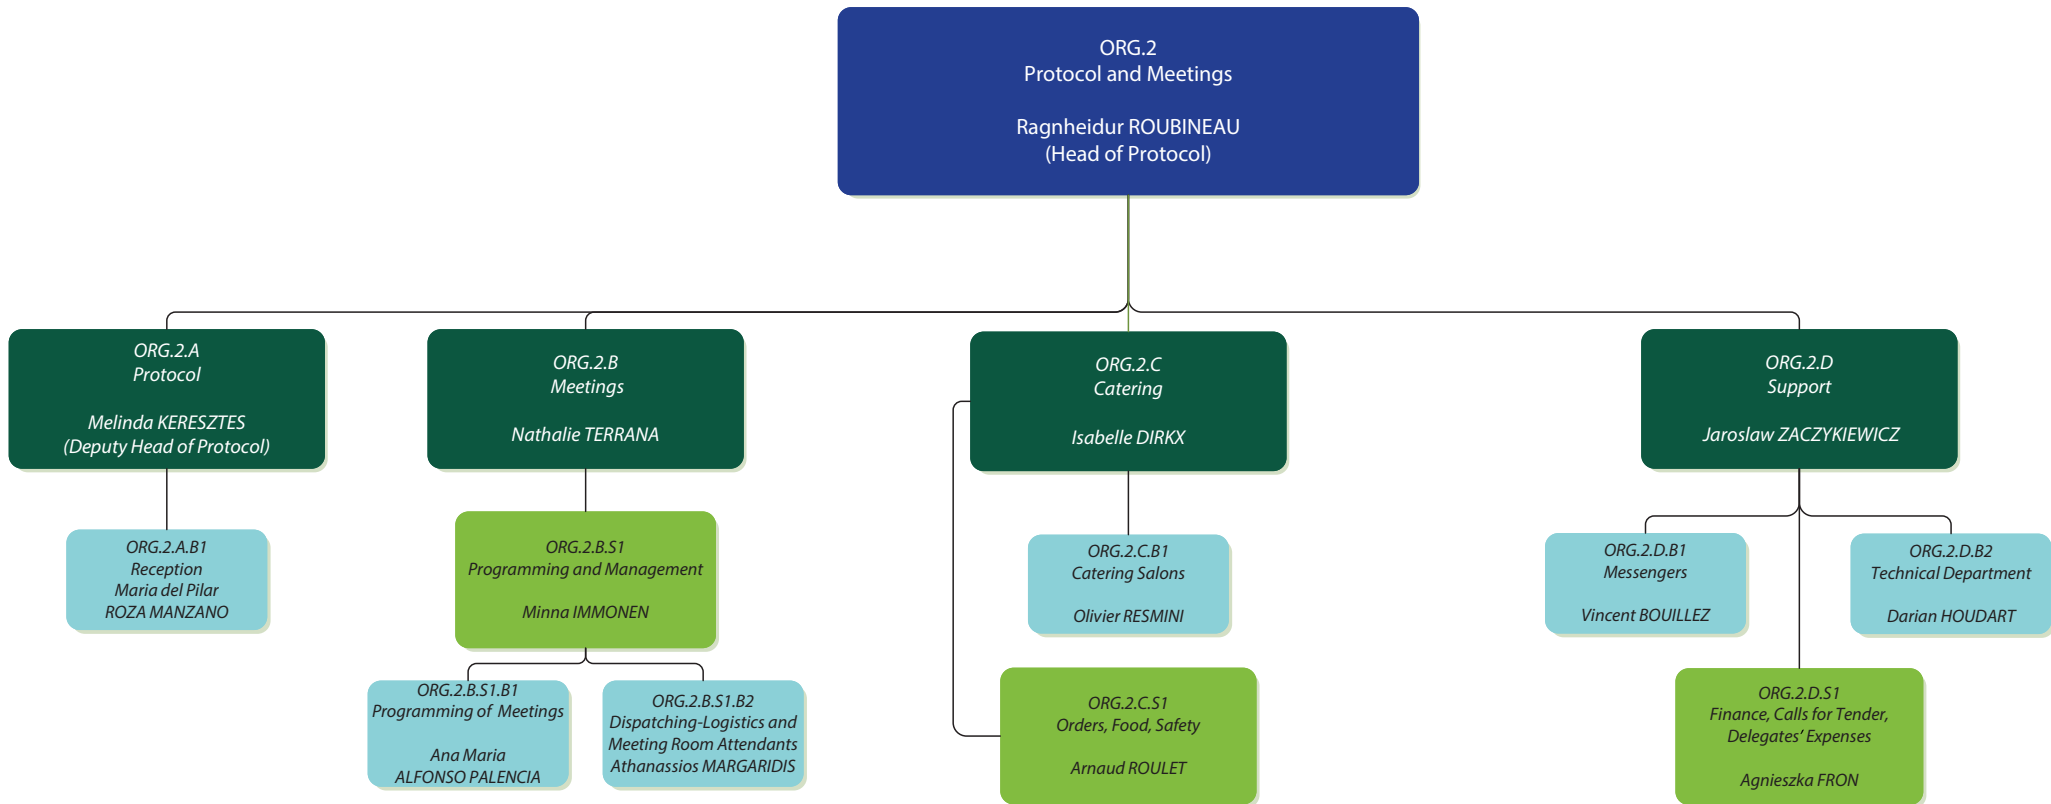 ORG.2
Protocol and Meetings
Ragnheidur ROUBINEAU
(Head of Protocol)
ORG.2.A
Protocol
Melinda KERESZTES
(Deputy Head of Protocol)
ORG.2.B
Meetings
Nathalie TERRANA
ORG.2.C
Catering
Isabelle DIRKX
ORG.2.D
Support
Jaroslaw ZACZYKIEWICZ
ORG.2.A.B1
Reception
Maria del Pilar
ROZA MANZANO
ORG.2.B.S1
Programming and Management
Minna IMMONEN
ORG.2.C.B1
Catering Salons
Olivier RESMINI
ORG.2.D.B1
Messengers
Vincent BOUILLEZ
ORG.2.D.B2
Technical Department
Darian HOUDART
ORG.2.B.S1.B1
Programming of Meetings
Ana Maria
ALFONSO PALENCIA
ORG.2.B.S1.B2
Dispatching-Logistics and
Meeting Room Attendants
Athanassios MARGARIDIS
ORG.2.C.S1
Orders, Food, Safety
Arnaud ROULET
ORG.2.D.S1
Finance, Calls for Tender,
Delegates’ Expenses
Agnieszka FRON